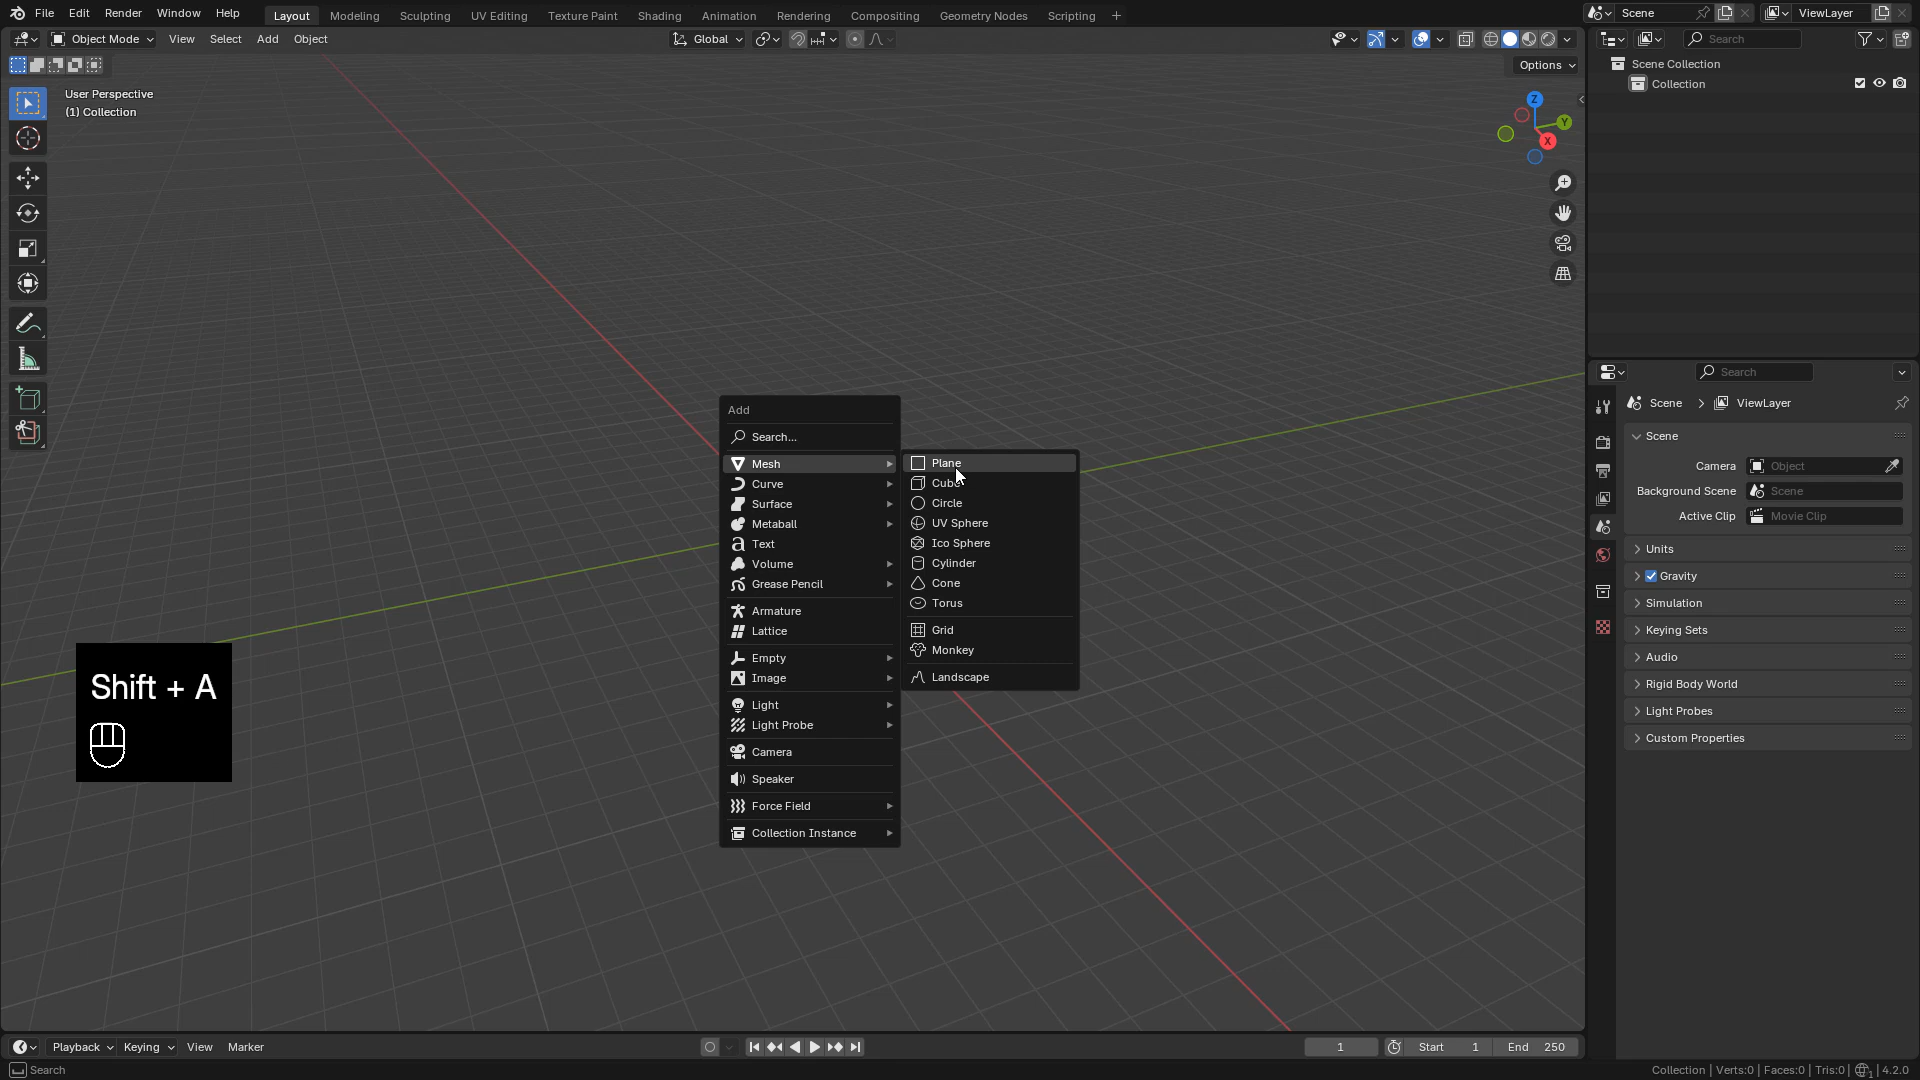 File Edit Render Window Help Layout Modeling Sculpting UV Editing Texture Paint Shading Animation Rendering Compositing Geometry Nodes Scripting + Scene ViewLayer
Object Mode View Select Add Object Global Search
Options
User Perspective
(1) Collection
Z
Y
X
Scene Collection
Collection
Add
Search...
Mesh
Curve
Surface
Metaball
Text
Volume
Grease Pencil
Armature
Lattice
Empty
Image
Light
Light Probe
Camera
Speaker
Force Field
Collection Instance
Plane
Cube
Circle
UV Sphere
Ico Sphere
Cylinder
Cone
Torus
Grid
Monkey
Landscape
Shift + A
Search
Scene > ViewLayer
Scene
Camera Object
Background Scene Scene
Active Clip Movie Clip
Units
Gravity
Simulation
Keying Sets
Audio
Rigid Body World
Light Probes
Custom Properties
Playback Keying View Marker 1 Start 1 End 250
Search Collection | Verts:0 | Faces:0 | Tris:0 | 1 | 4.2.0